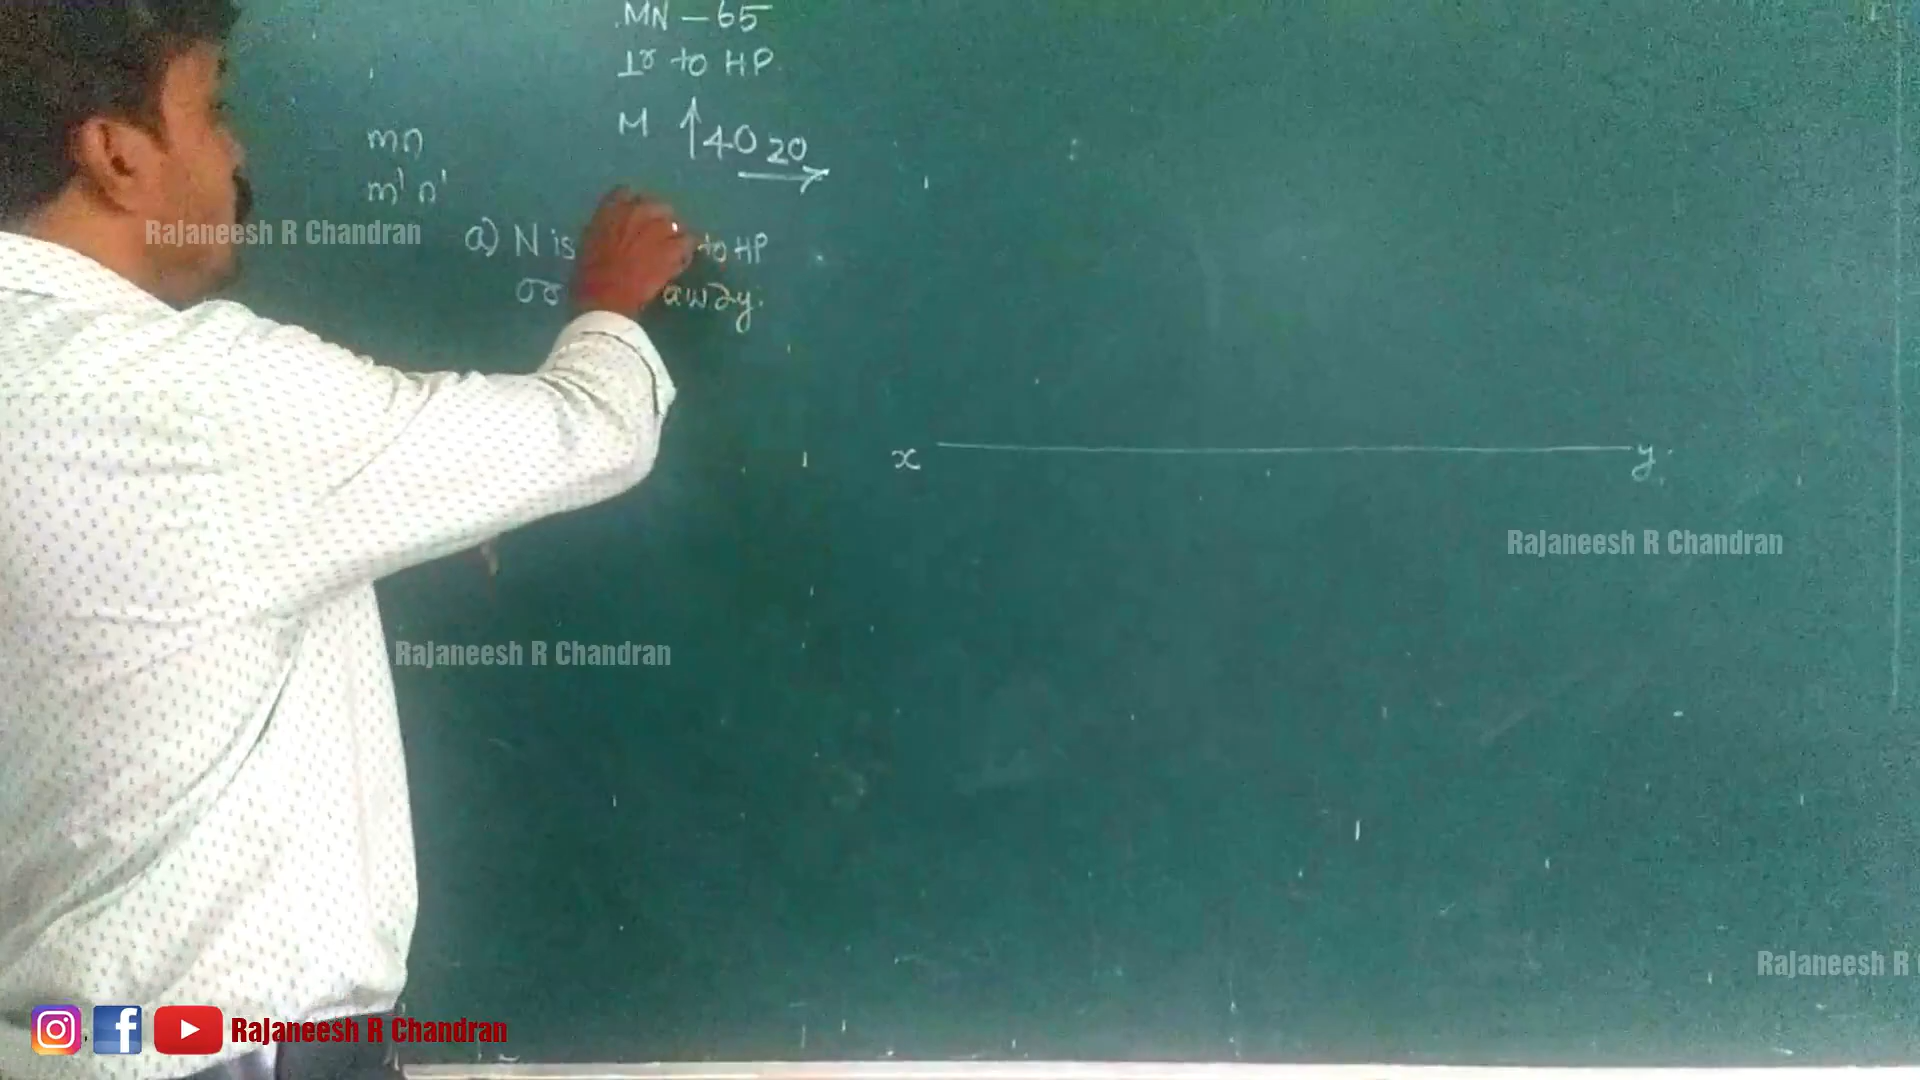 MN - 65
⊥r to HP
M ↑40 20 →
mn
m' n'
a) N is to HP
or away.
x y
Rajaneesh R Chandran
Rajaneesh R Chandran
Rajaneesh R Chandran
Rajaneesh R
Rajaneesh R Chandran